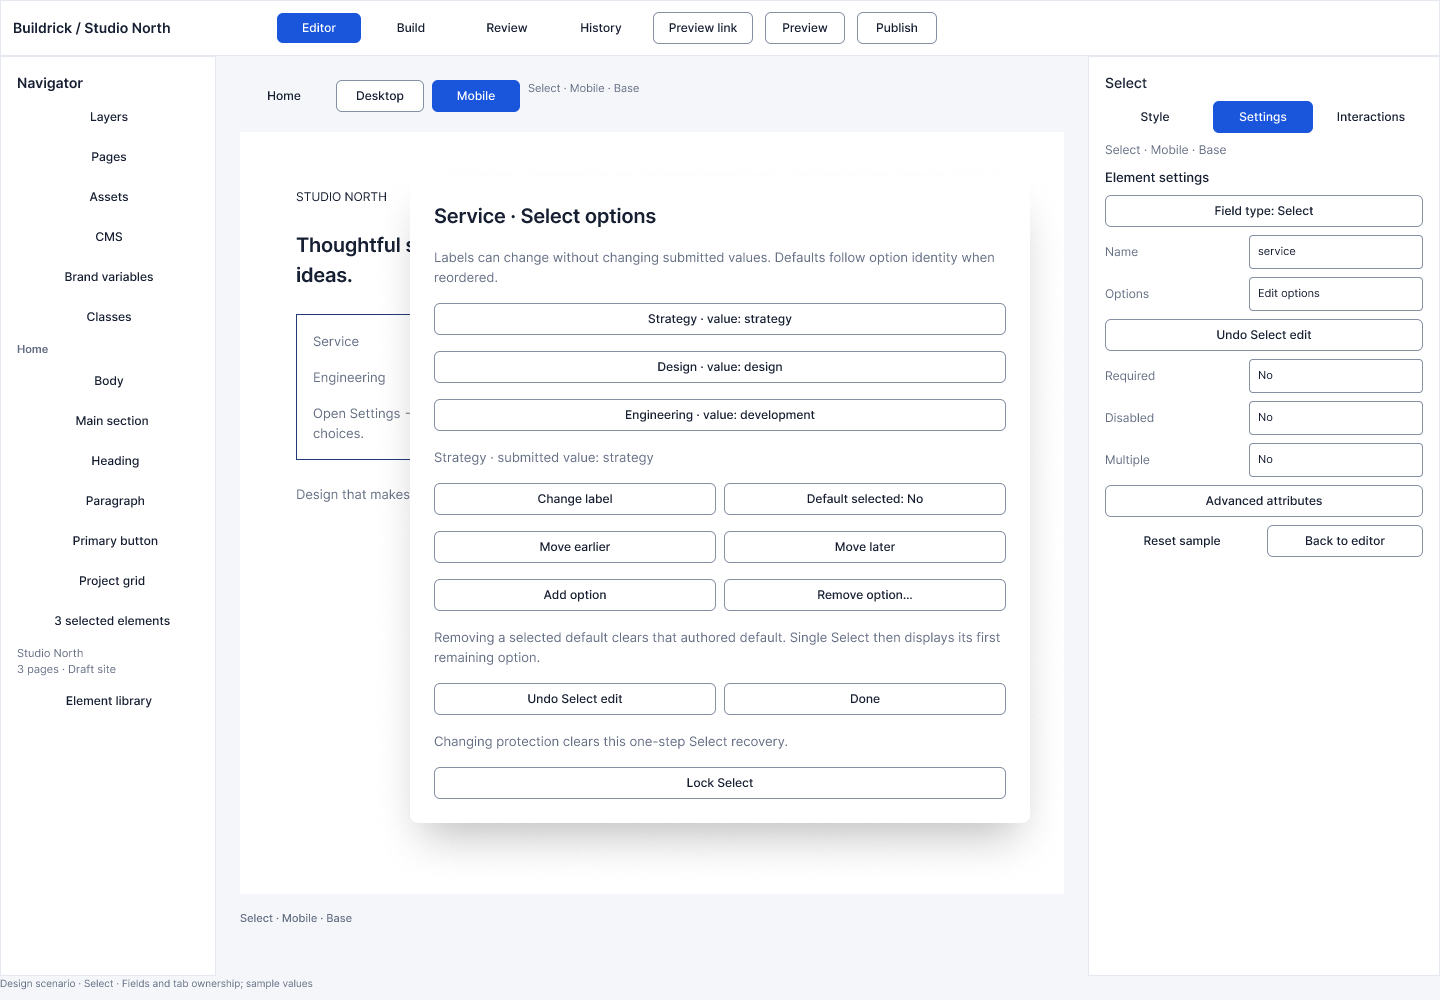 Buildrick / Studio North
Editor
Build
Review
History
Preview link
Preview
Publish
Navigator
Layers
Pages
Assets
CMS
Brand variables
Classes
Home
Body
Main section
Heading
Paragraph
Primary button
Project grid
3 selected elements
Studio North
3 pages · Draft site
Element library
Home
Desktop
Mobile
Select · Mobile · Base
STUDIO NORTH
Thoughtful
ideas.
Service
Engineering
Open Settings
choices.
Design that makes
Service · Select options
Labels can change without changing submitted values. Defaults follow option identity when
reordered.
Strategy · value: strategy
Design · value: design
Engineering · value: development
Strategy · submitted value: strategy
Change label
Default selected: No
Move earlier
Move later
Add option
Remove option...
Removing a selected default clears that authored default. Single Select then displays its first
remaining option.
Undo Select edit
Done
Changing protection clears this one-step Select recovery.
Lock Select
Select · Mobile · Base
Select
Style
Settings
Interactions
Select · Mobile · Base
Element settings
Field type: Select
Name
service
Options
Edit options
Undo Select edit
Required
No
Disabled
No
Multiple
No
Advanced attributes
Reset sample
Back to editor
Design scenario · Select · Fields and tab ownership; sample values